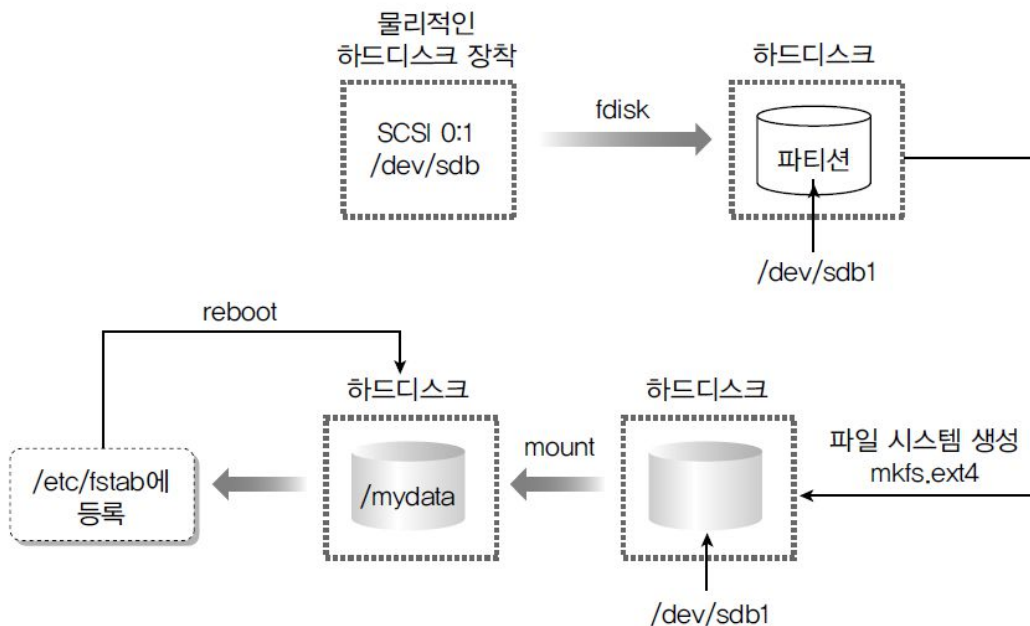 물리적인
하드디스크 장착
SCSI 0:1
/dev/sdb
fdisk
하드디스크
파티션
/dev/sdb1
파일 시스템 생성
mkfs.ext4
하드디스크
/dev/sdb1
mount
하드디스크
/mydata
/etc/fstab에
등록
reboot